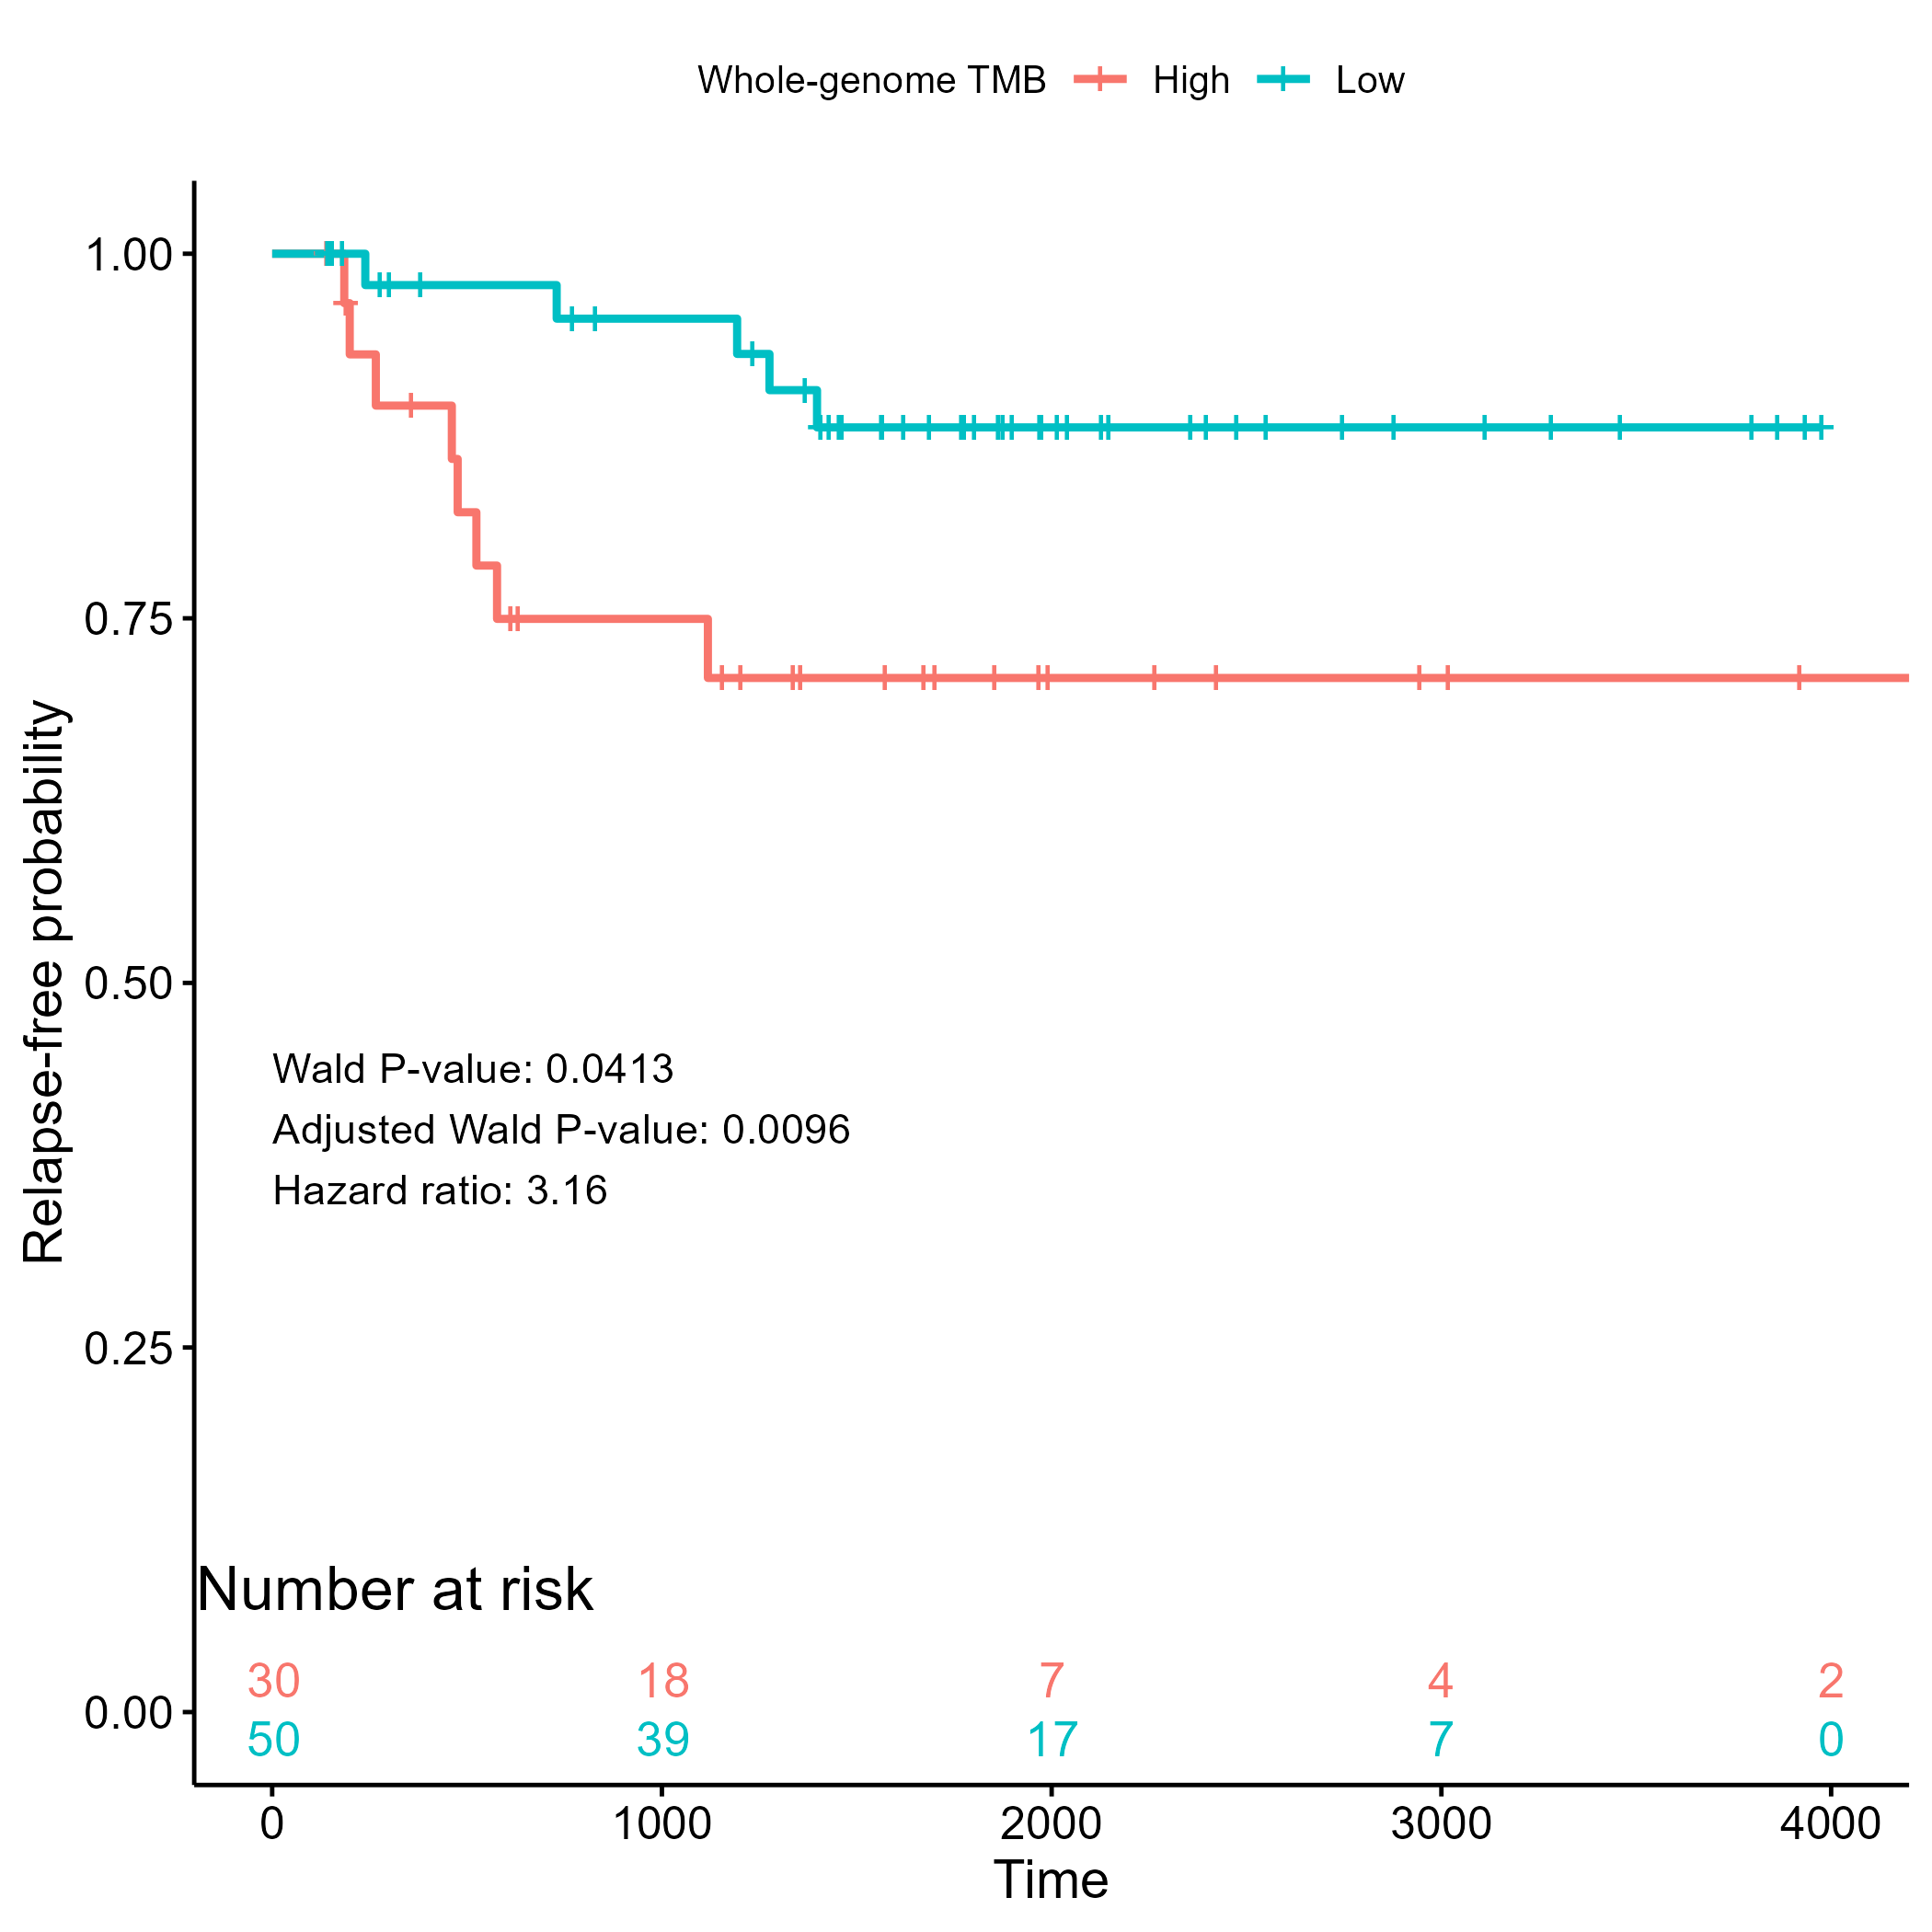 Whole-genome TMB High Low
1.00
0.75
0.50
0.25
0.00
Relapse-free probability
Wald P-value: 0.0413
Adjusted Wald P-value: 0.0096
Hazard ratio: 3.16
Number at risk
30 18 7 4 2
50 39 17 7 0
0 1000 2000 3000 4000
Time